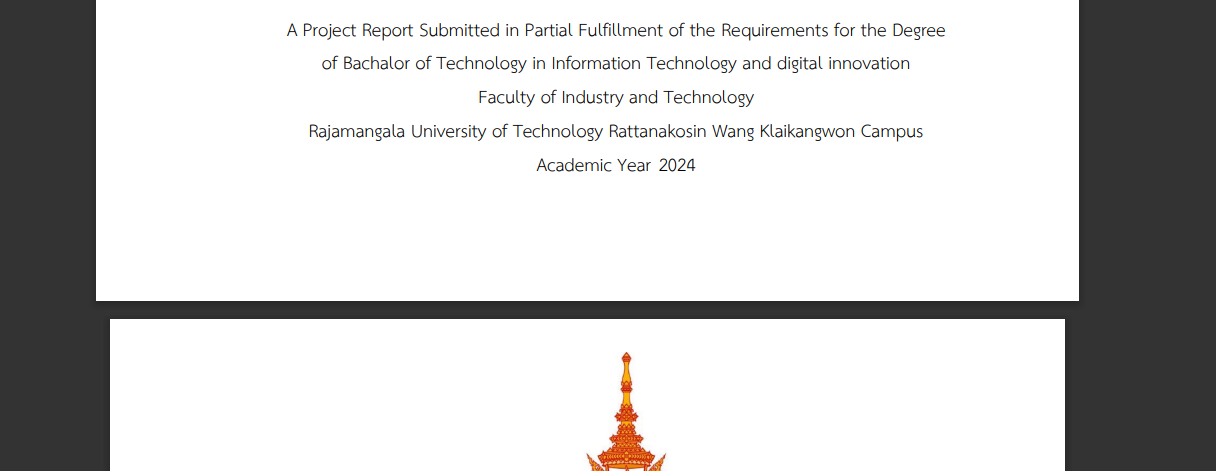 A Project Report Submitted in Partial Fulfillment of the Requirements for the Degree
of Bachalor of Technology in Information Technology and digital innovation
Faculty of Industry and Technology
Rajamangala University of Technology Rattanakosin Wang Klaikangwon Campus
Academic Year 2024